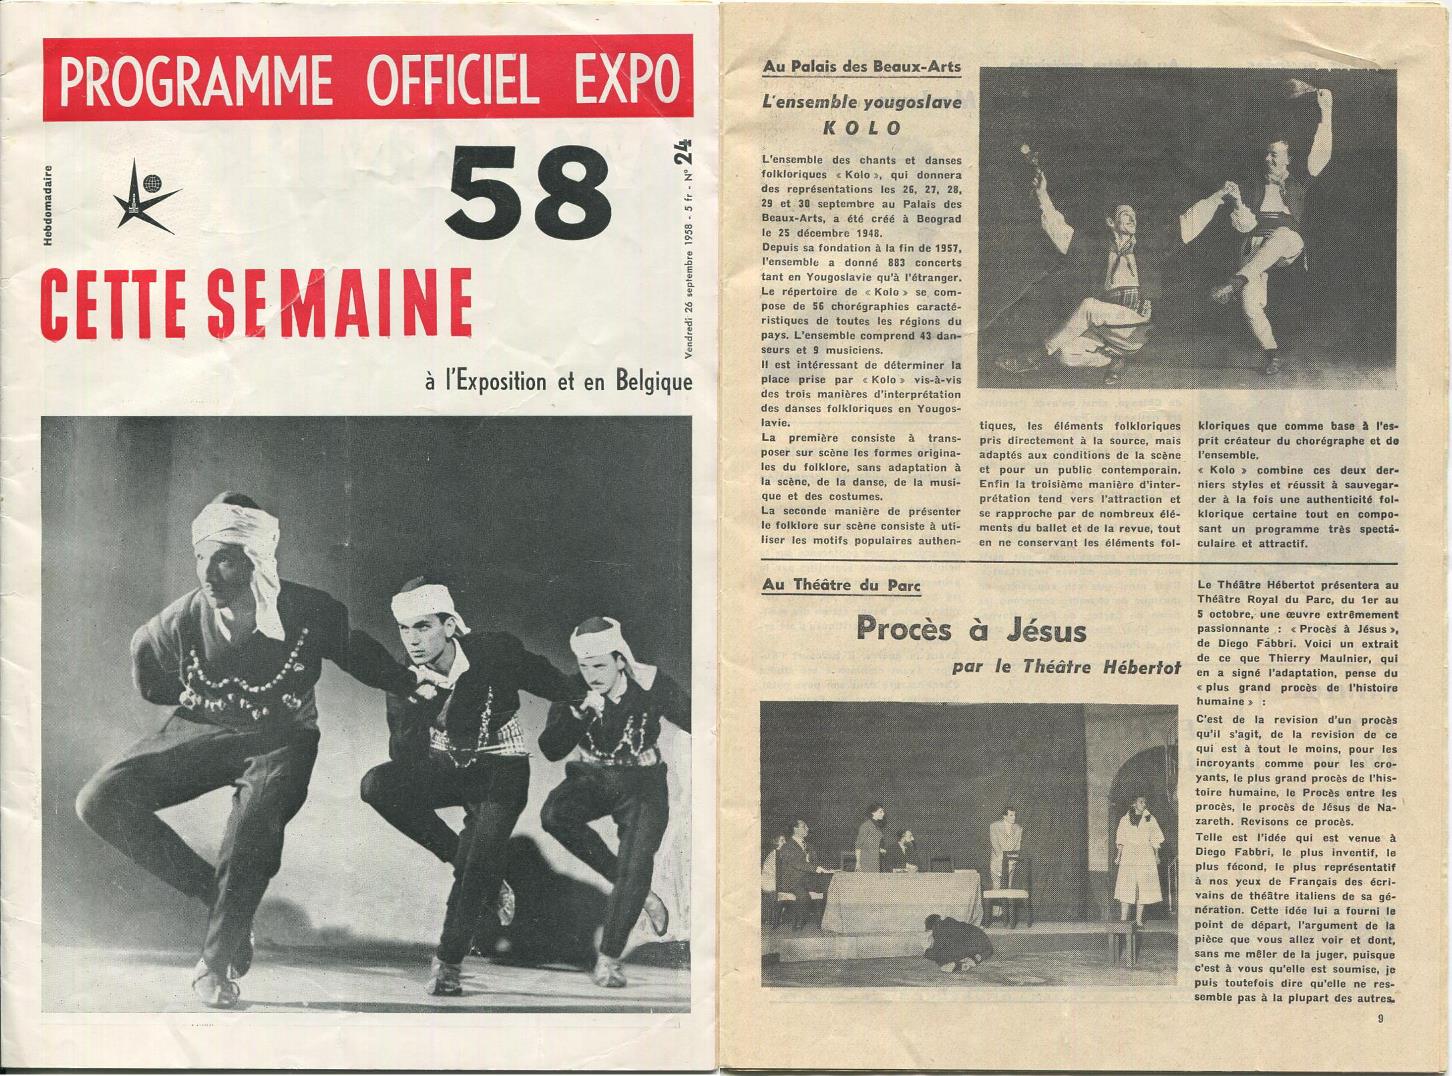 PROGRAMME OFFICIEL EXPO
58
Hebdomadaire
Vendredi 26 septembre 1958 - 5 fr - N° 24
CETTE SEMAINE
à l'Exposition et en Belgique
Au Palais des Beaux-Arts
L'ensemble yougoslave
KOLO
L'ensemble des chants et danses
folkloriques « Kolo », qui donnera
des représentations les 26, 27, 28,
29 et 30 septembre au Palais des
Beaux-Arts, a été créé à Beograd
le 25 décembre 1948.
Depuis sa fondation à la fin de 1957,
l'ensemble a donné 883 concerts
tant en Yougoslavie qu'à l'étranger.
Le répertoire de « Kolo » se com-
pose de 56 chorégraphies caracté-
ristiques de toutes les régions du
pays. L'ensemble comprend 43 dan-
seurs et 9 musiciens.
Il est intéressant de déterminer la
place prise par « Kolo » vis-à-vis
des trois manières d'interprétation
des danses folkloriques en Yougos-
lavie.
La première consiste à trans-
poser sur scène les formes origina-
les du folklore, sans adaptation à
la scène, de la danse, de la musi-
que et des costumes.
La seconde manière de présenter
le folklore sur scène consiste à uti-
liser les motifs populaires authen-
tiques, les éléments folkloriques
pris directement à la source, mais
adaptés aux conditions de la scène
et pour un public contemporain.
Enfin la troisième manière d'inter-
prétation tend vers l'attraction et
se rapproche par de nombreux élé-
ments du ballet et de la revue, tout
en ne conservant les éléments fol-
kloriques que comme base à l'es-
prit créateur du chorégraphe et de
l'ensemble.
« Kolo » combine ces deux der-
niers styles et réussit à sauvegar-
der à la fois une authenticité fol-
klorique certaine tout en compo-
sant un programme très spectá-
culaire et attractif.
Au Théâtre du Parc
Procès à Jésus
par le Théâtre Hébertot
Le Théâtre Hébertot présentera au
Théâtre Royal du Parc, du 1er au
5 octobre, une œuvre extrêmement
passionnante : « Procès à Jésus »,
de Diego Fabbri. Voici un extrait
de ce que Thierry Maulnier, qui
en a signé l'adaptation, pense du
« plus grand procès de l'histoire
humaine » :
C'est de la revision d'un procès
qu'il s'agit, de la revision de ce
qui est à tout le moins, pour les
incroyants comme pour les cro-
yants, le plus grand procès de l'his-
toire humaine, le Procès entre les
procès, le procès de Jésus de Na-
zareth. Revisons ce procès.
Telle est l'idée qui est venue à
Diego Fabbri, le plus inventif, le
plus fécond, le plus représentatif
à nos yeux de Français des écri-
vains de théâtre italiens de sa gé-
nération. Cette idée lui a fourni le
point de départ, l'argument de la
pièce que vous allez voir et dont,
sans me mêler de la juger, puisque
c'est à vous qu'elle est soumise, je
puis toutefois dire qu'elle ne res-
semble pas à la plupart des autres.
9